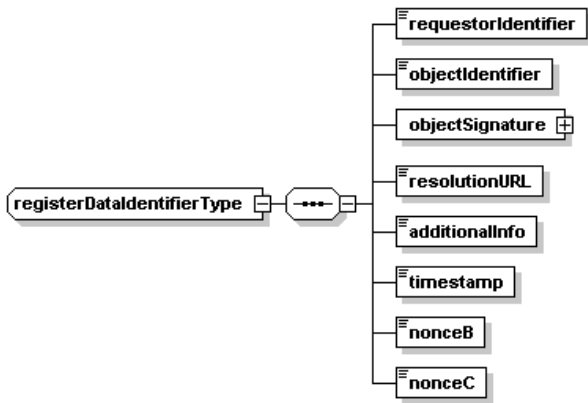 requestorIdentifier
objectIdentifier
objectSignature
resolutionURL
registerDataIdentifierType
additionalInfo
timestamp
nonceB
nonceC